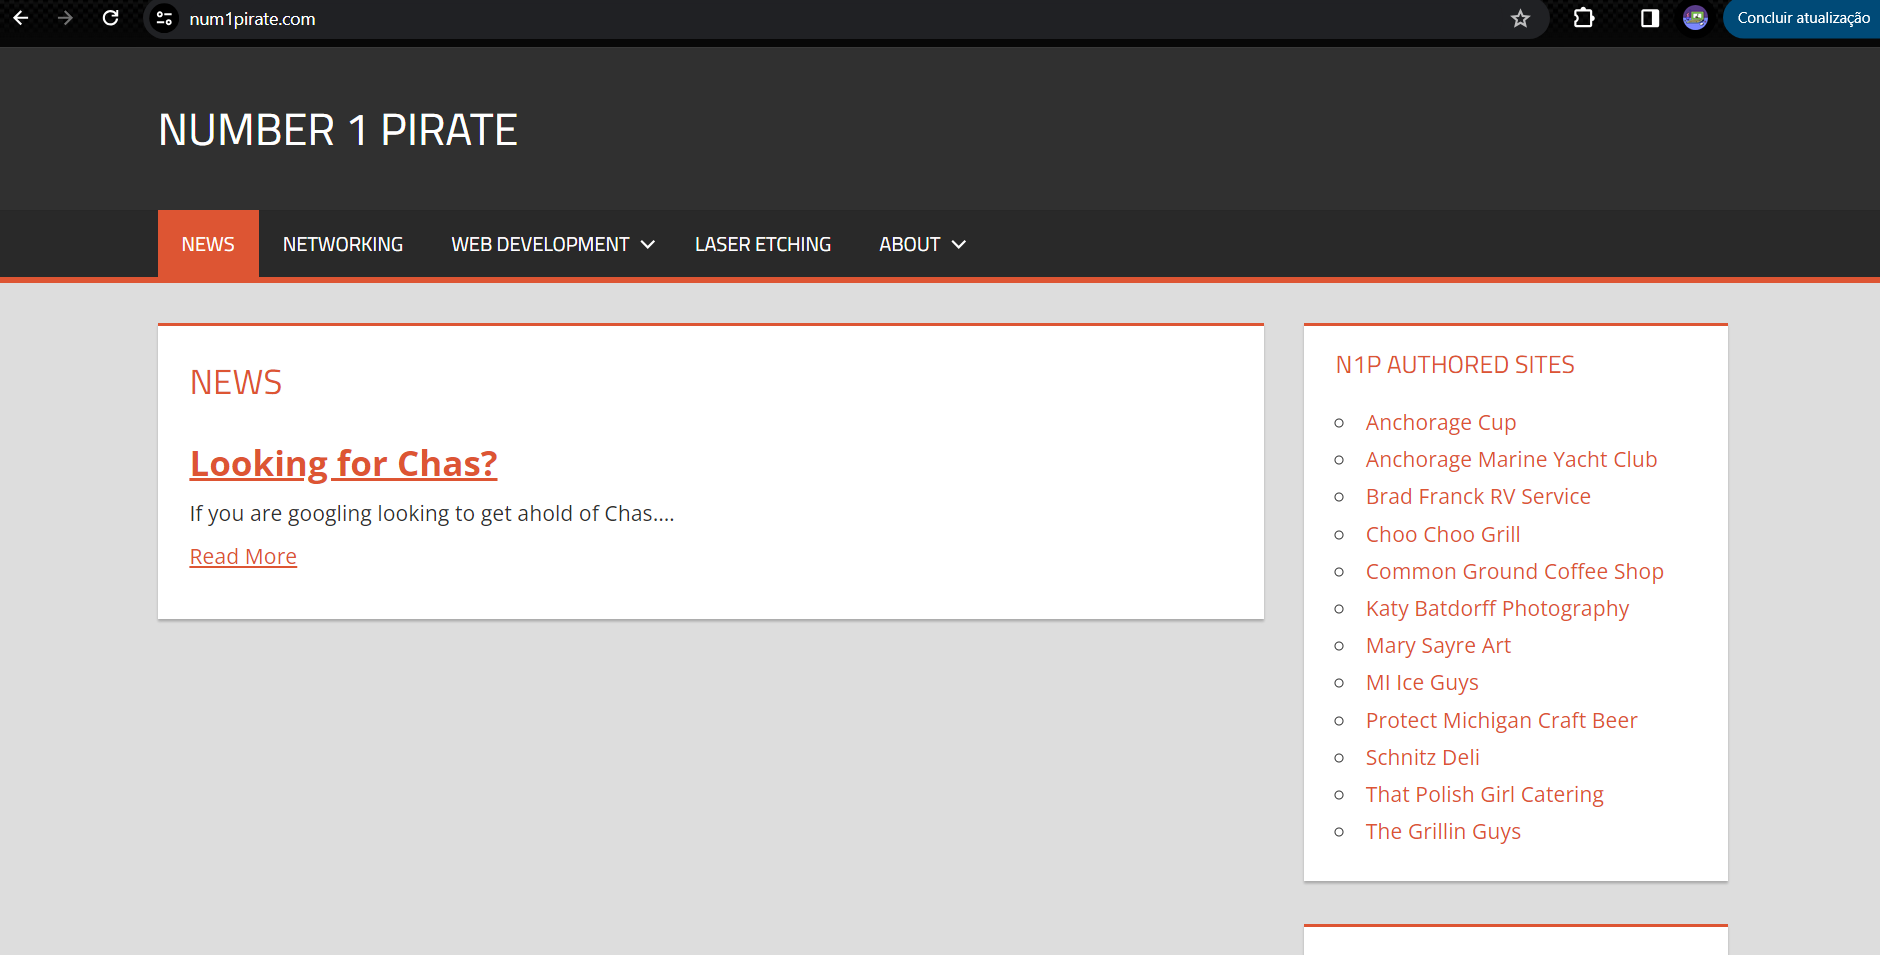 num1pirate.com
Concluir atualização
NUMBER 1 PIRATE
NEWS NETWORKING WEB DEVELOPMENT LASER ETCHING ABOUT
NEWS
Looking for Chas?
If you are googling looking to get ahold of Chas....
Read More
N1P AUTHORED SITES
Anchorage Cup
Anchorage Marine Yacht Club
Brad Franck RV Service
Choo Choo Grill
Common Ground Coffee Shop
Katy Batdorff Photography
Mary Sayre Art
MI Ice Guys
Protect Michigan Craft Beer
Schnitz Deli
That Polish Girl Catering
The Grillin Guys